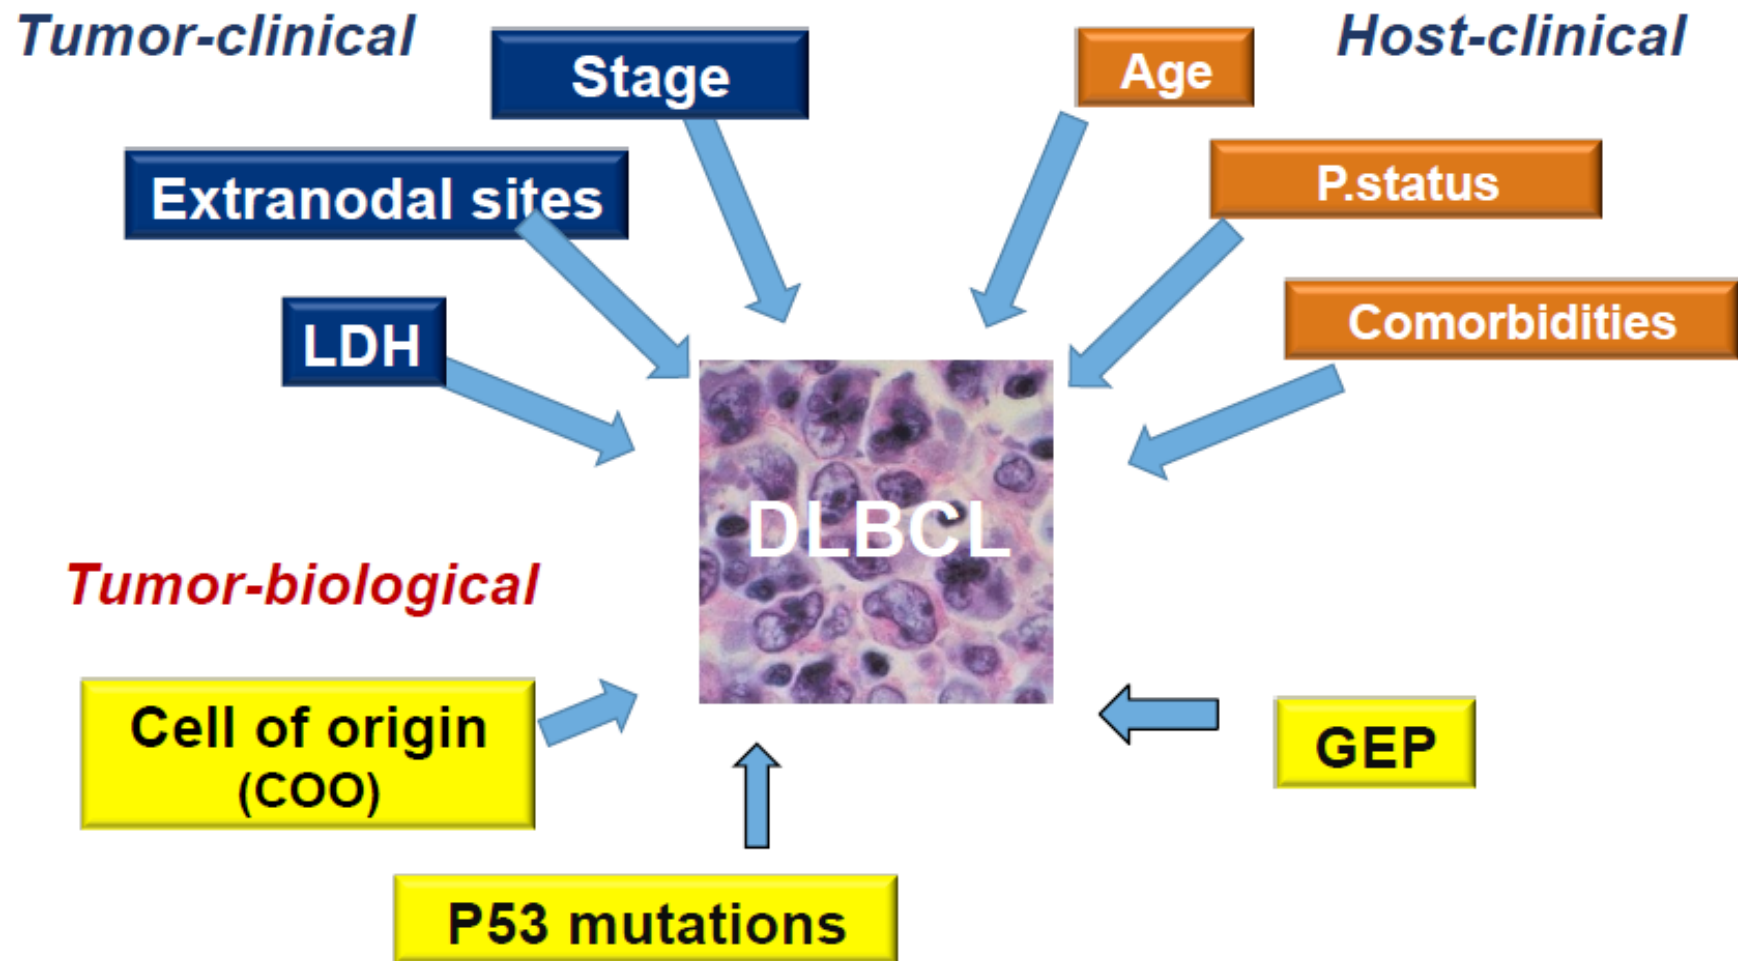 Tumor-clinical
Host-clinical
Stage
Age
Extranodal sites
P.status
LDH
Comorbidities
DLBCL
Tumor-biological
Cell of origin
(COO)
GEP
P53 mutations